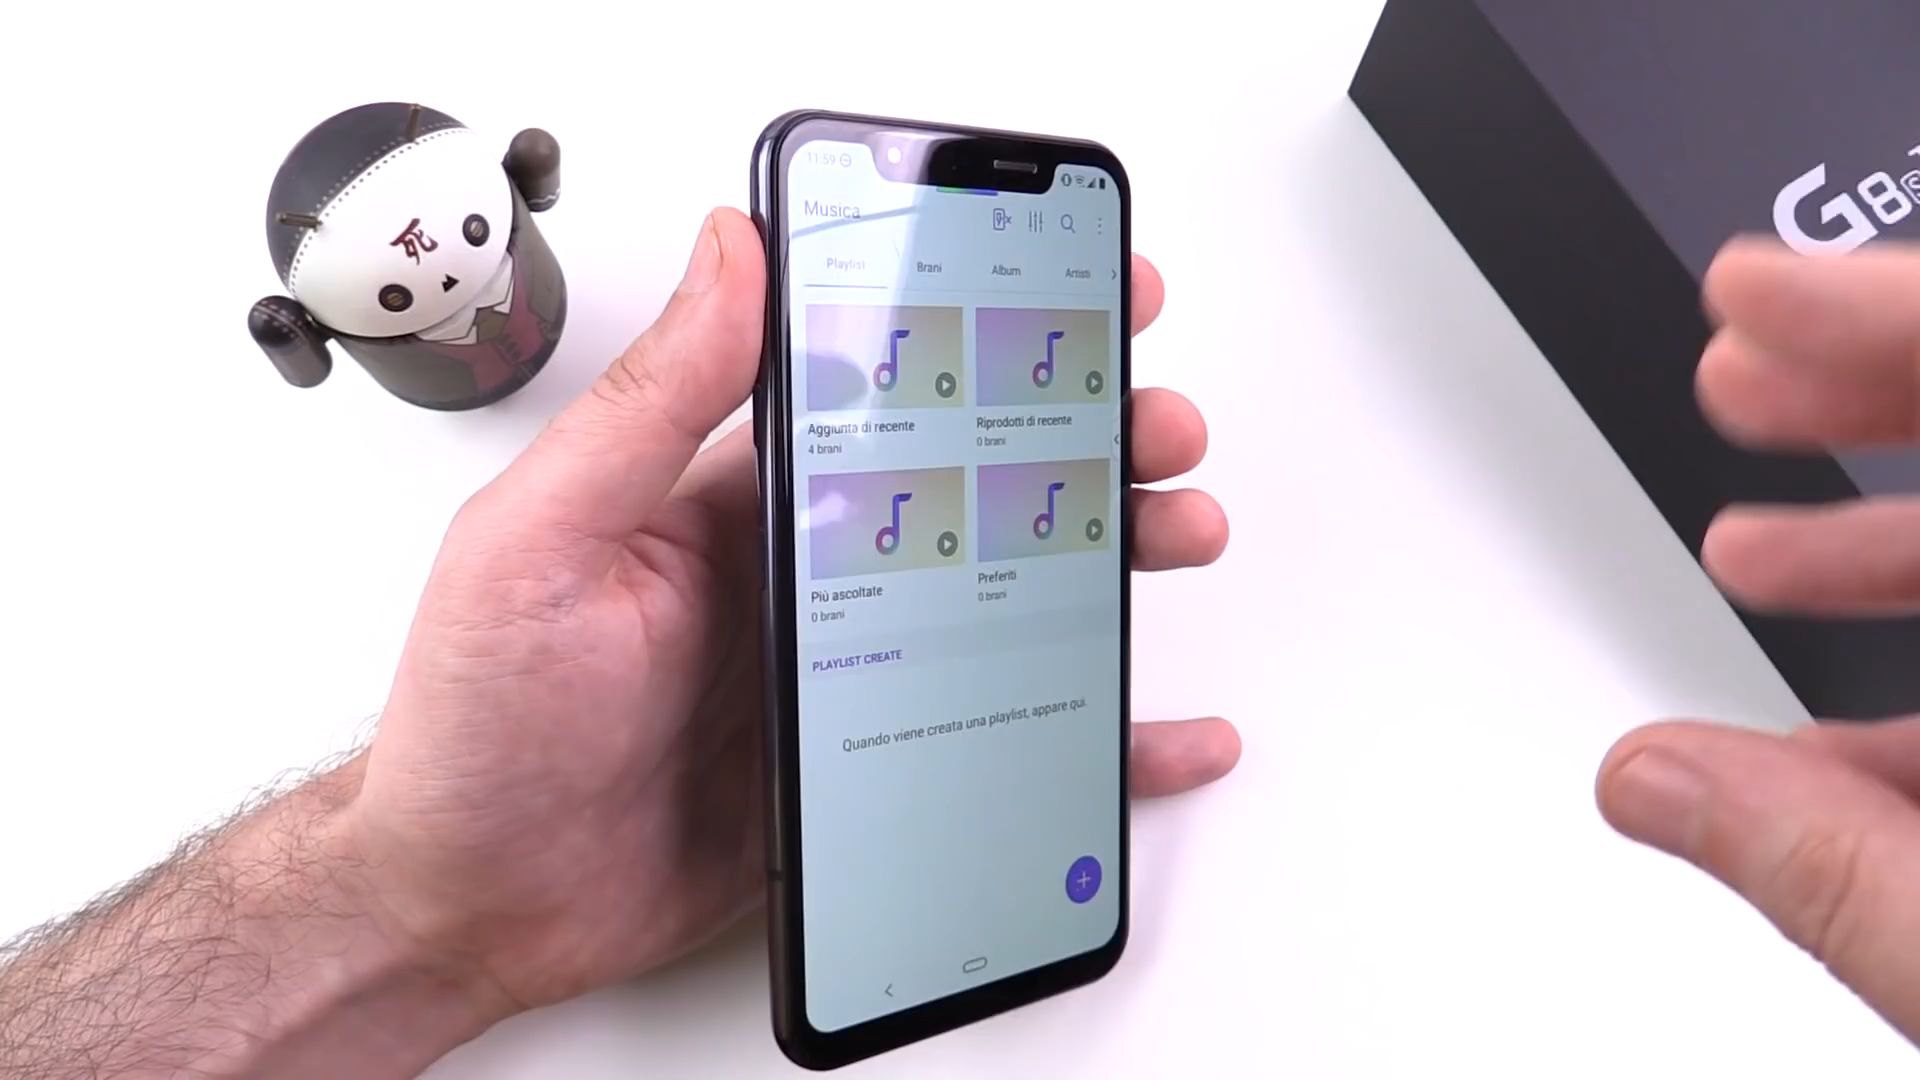 死
11:59
Musica
Playlist
Brani
Album
Artisti
Aggiunta di recente
4 brani
Riprodotti di recente
0 brani
Più ascoltate
0 brani
Preferiti
0 brani
PLAYLIST CREATE
Quando viene creata una playlist, appare qui.
G8